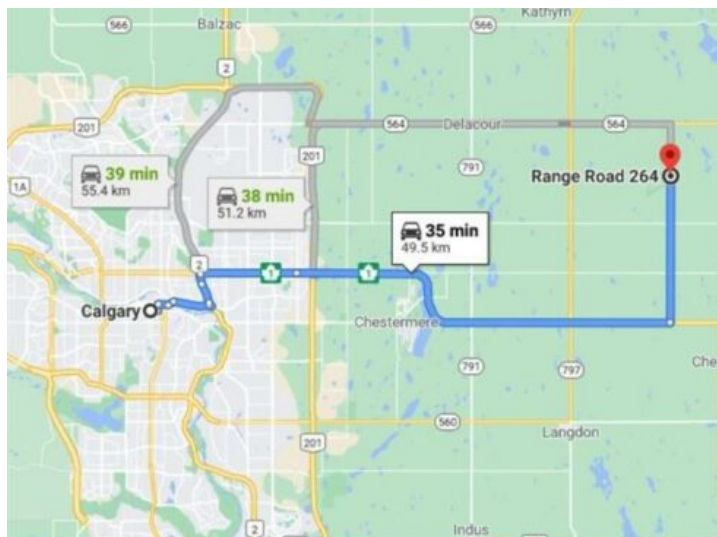 Kathyrn
566
Balzac
566
566
2
201
564
Delacour
564
39 min
55.4 km
201
791
1A
38 min
51.2 km
Range Road 264
35 min
49.5 km
2
1
1
Calgary
Chestermere
Che
791
797
560
Langdon
201
2
Indus